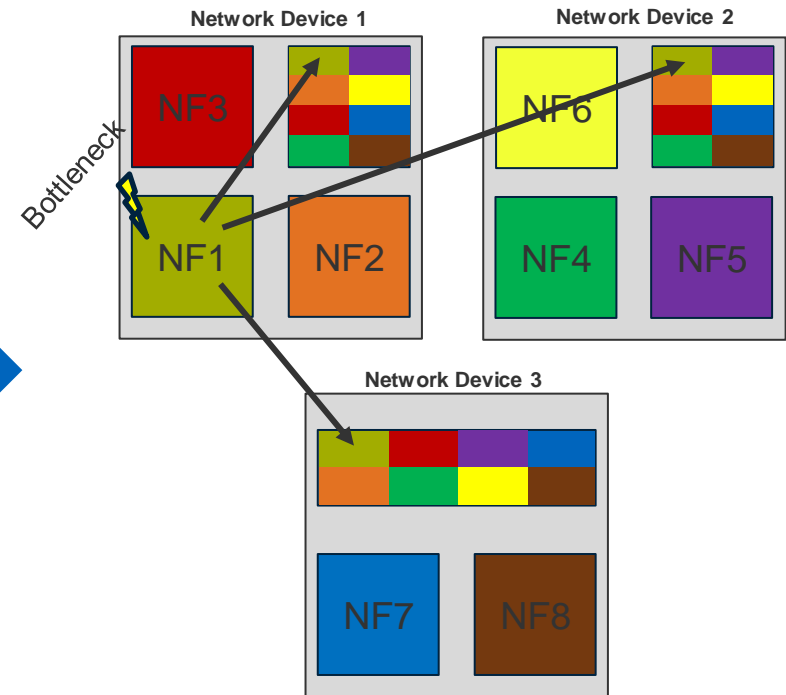 Network Device 1
Network Device 2
NF3
NF6
Bottleneck
NF1
NF2
NF4
NF5
Network Device 3
NF7
NF8